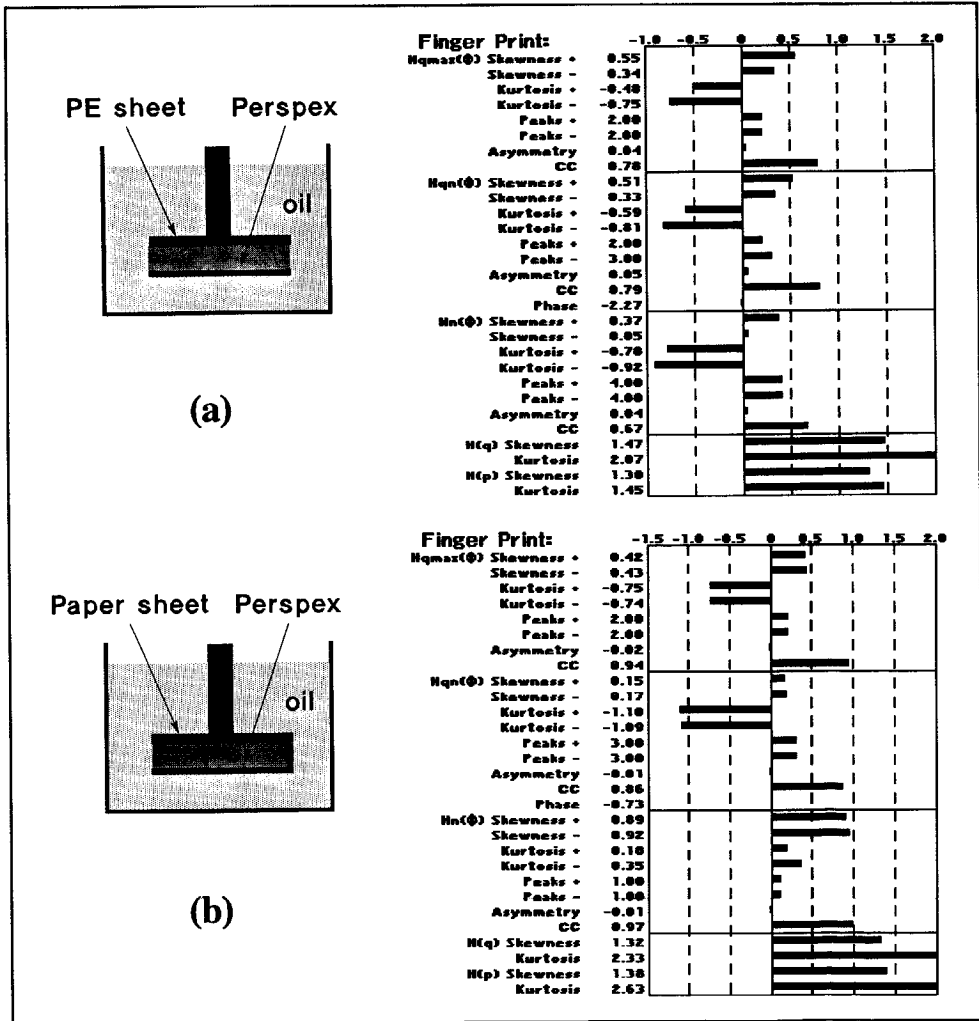 PE sheet Perspex
oil
(a)
Finger Print:
-1.0 -0.5 0 0.5 1.0 1.5 2.0
Hqmax(Φ) Skewness + 0.55
Skewness - 0.34
Kurtosis + -0.48
Kurtosis - -0.75
Peaks + 2.00
Peaks - 2.00
Asymmetry 0.04
CC 0.78
Hqn(Φ) Skewness + 0.51
Skewness - 0.33
Kurtosis + -0.59
Kurtosis - -0.81
Peaks + 2.00
Peaks - 3.00
Asymmetry 0.05
CC 0.79
Phase -2.27
Hn(Φ) Skewness + 0.37
Skewness - 0.05
Kurtosis + -0.78
Kurtosis - -0.92
Peaks + 4.00
Peaks - 4.00
Asymmetry 0.04
CC 0.67
H(q) Skewness 1.47
Kurtosis 2.07
H(p) Skewness 1.30
Kurtosis 1.45
Paper sheet Perspex
oil
(b)
Finger Print:
-1.5 -1.0 -0.5 0 0.5 1.0 1.5 2.0
Hqmax(Φ) Skewness + 0.42
Skewness - 0.43
Kurtosis + -0.75
Kurtosis - -0.74
Peaks + 2.00
Peaks - 2.00
Asymmetry -0.02
CC 0.94
Hqn(Φ) Skewness + 0.15
Skewness - 0.17
Kurtosis + -1.10
Kurtosis - -1.09
Peaks + 3.00
Peaks - 3.00
Asymmetry -0.01
CC 0.86
Phase -0.73
Hn(Φ) Skewness + 0.89
Skewness - 0.92
Kurtosis + 0.18
Kurtosis - 0.35
Peaks + 1.00
Peaks - 1.00
Asymmetry -0.01
CC 0.97
H(q) Skewness 1.32
Kurtosis 2.33
H(p) Skewness 1.38
Kurtosis 2.63